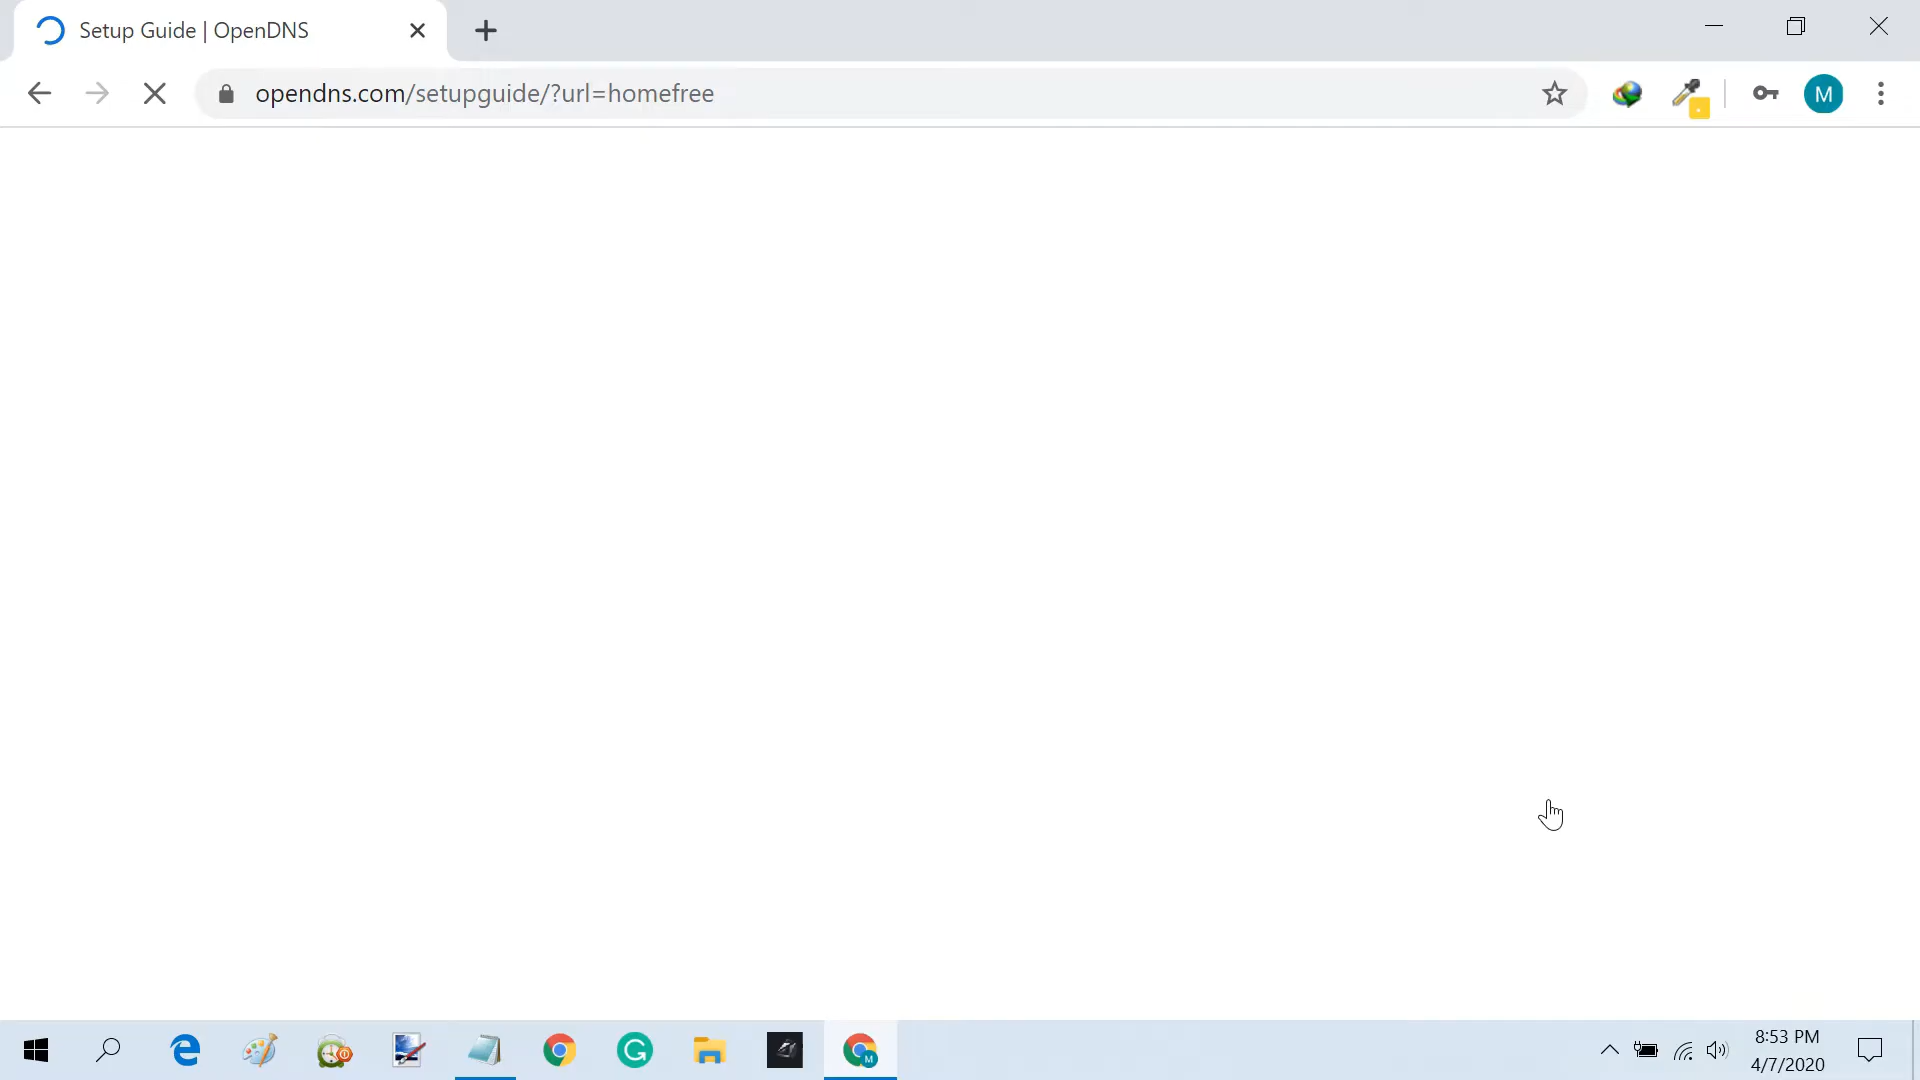 Setup Guide | OpenDNS
opendns.com/setupguide/?url=homefree
M
M
8:53 PM
4/7/2020